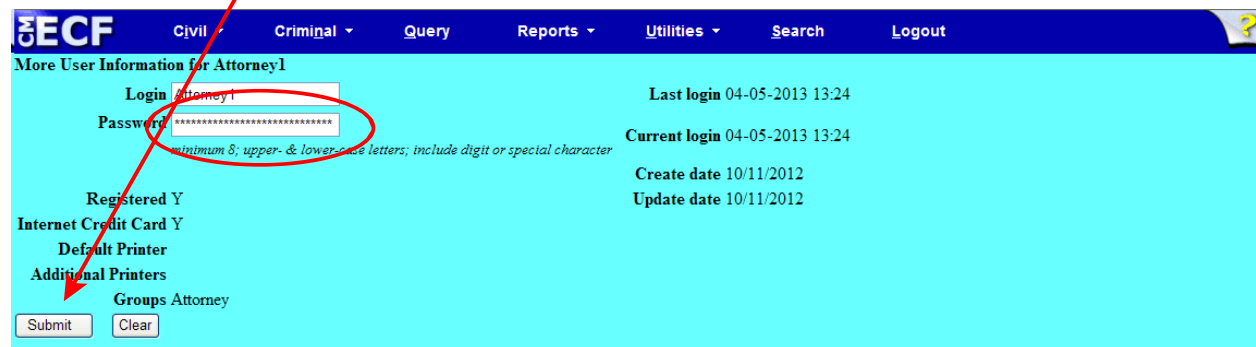 CM ECF Civil Criminal Query Reports Utilities Search Logout ?
More User Information for Attorney1
Login Attorney1 Last login 04-05-2013 13:24
Password ***************************** Current login 04-05-2013 13:24
minimum 8; upper- & lower-case letters; include digit or special character
Create date 10/11/2012
Registered Y Update date 10/11/2012
Internet Credit Card Y
Default Printer
Additional Printers
Groups Attorney
Submit Clear